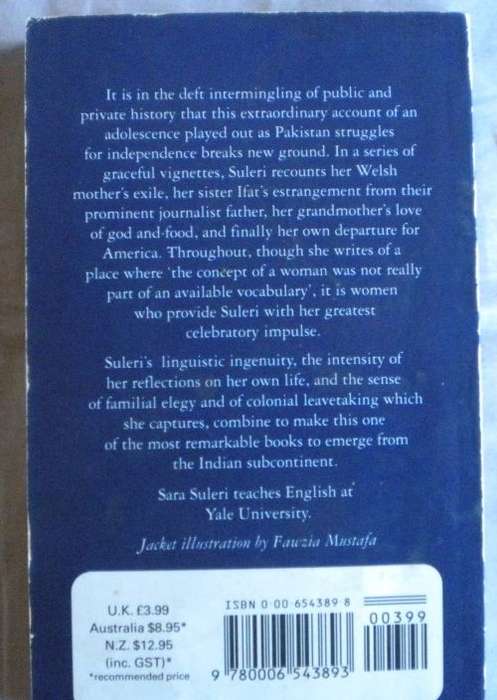 It is in the deft intermingling of public and
private history that this extraordinary account of an
adolescence played out as Pakistan struggles
for independence breaks new ground. In a series of
graceful vignettes, Suleri recounts her Welsh
mother's exile, her sister Ifat's estrangement from their
prominent journalist father, her grandmother's love
of god and food, and finally her own departure for
America. Throughout, though she writes of a
place where 'the concept of a woman was not really
part of an available vocabulary', it is women
who provide Suleri with her greatest
celebratory impulse.
Suleri's linguistic ingenuity, the intensity of
her reflections on her own life, and the sense
of familial elegy and of colonial leavetaking which
she captures, combine to make this one
of the most remarkable books to emerge from
the Indian subcontinent.
Sara Suleri teaches English at
Yale University.
Jacket illustration by Fawzia Mustafa
U.K. £3.99
Australia $8.95*
N.Z. $12.95
(inc. GST)*
*recommended price
ISBN 0-00-654389-8
00399
9 780006 543893